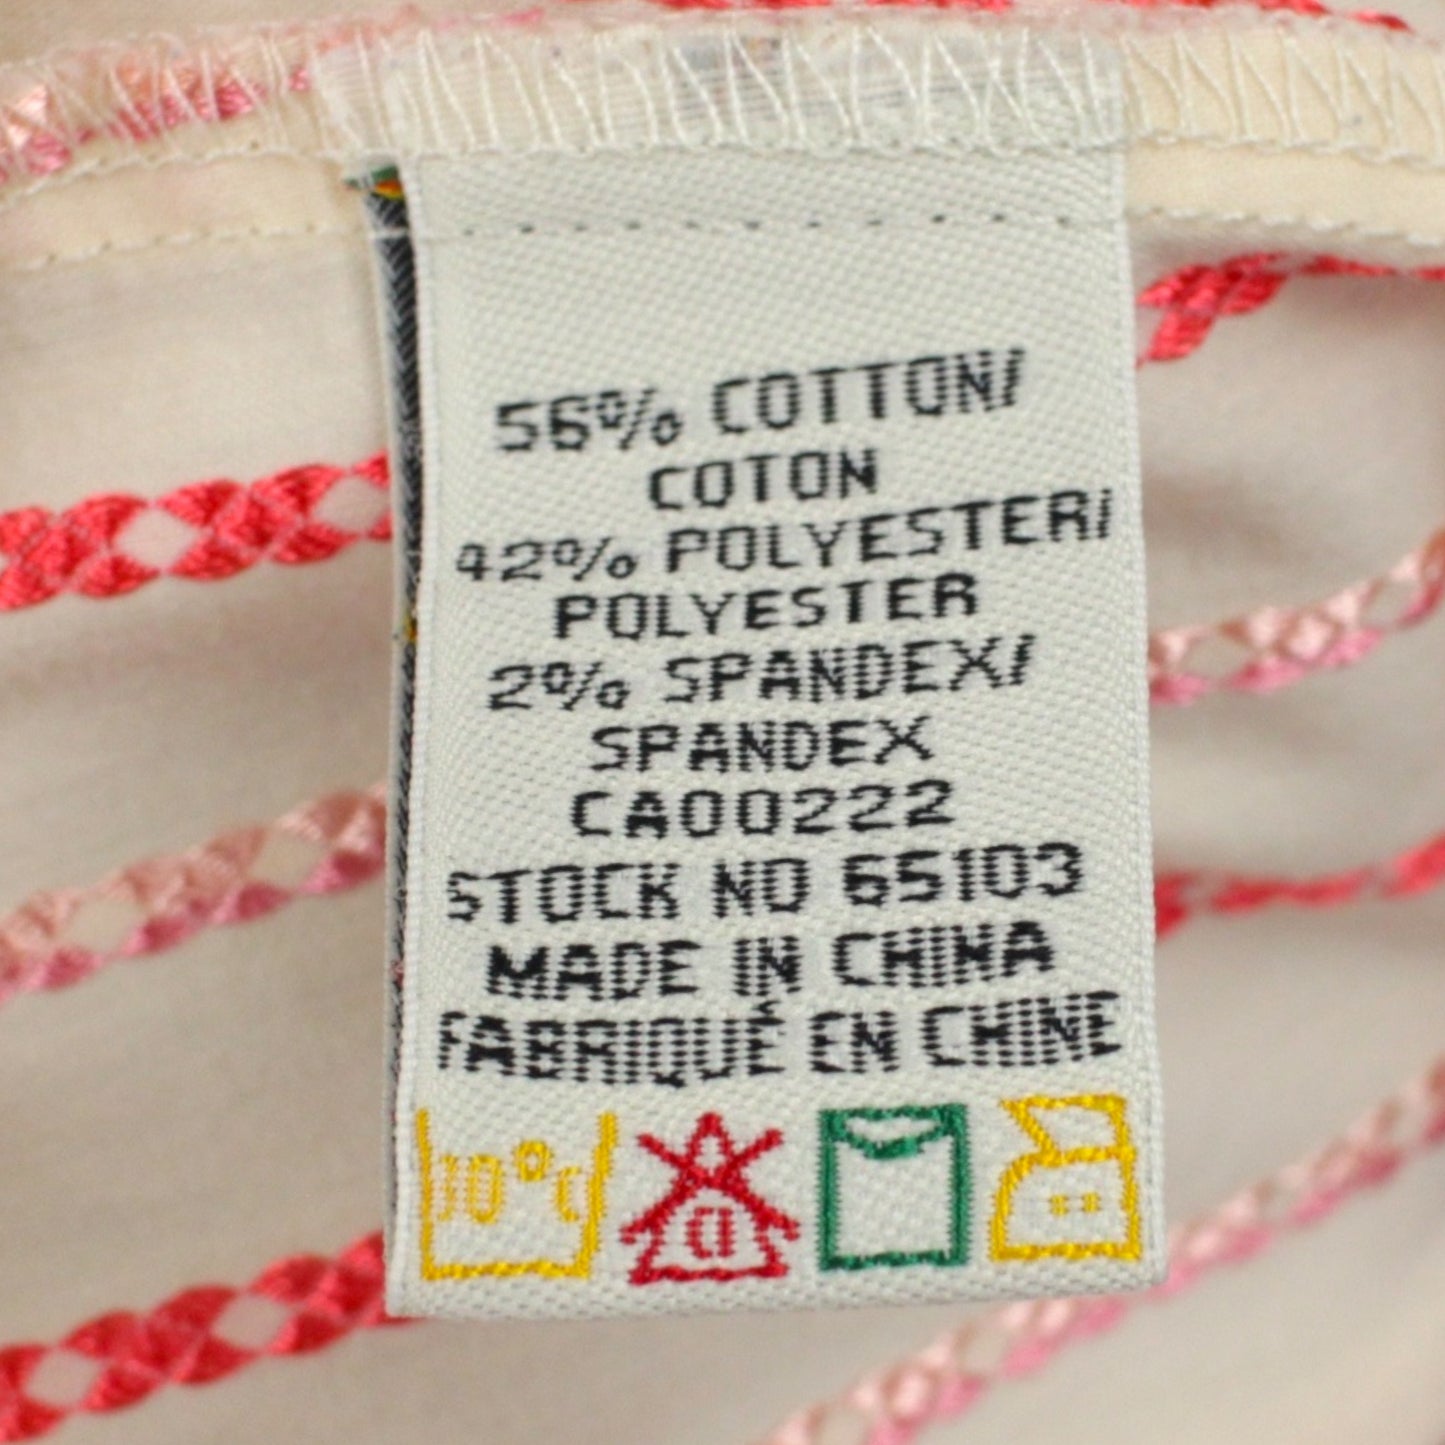 56% COTTON/
COTON
42% POLYESTER/
POLYESTER
2% SPANDEX/
SPANDEX
CA00222
STOCK NO 65103
MADE IN CHINA
FABRIQUÉ EN CHINE